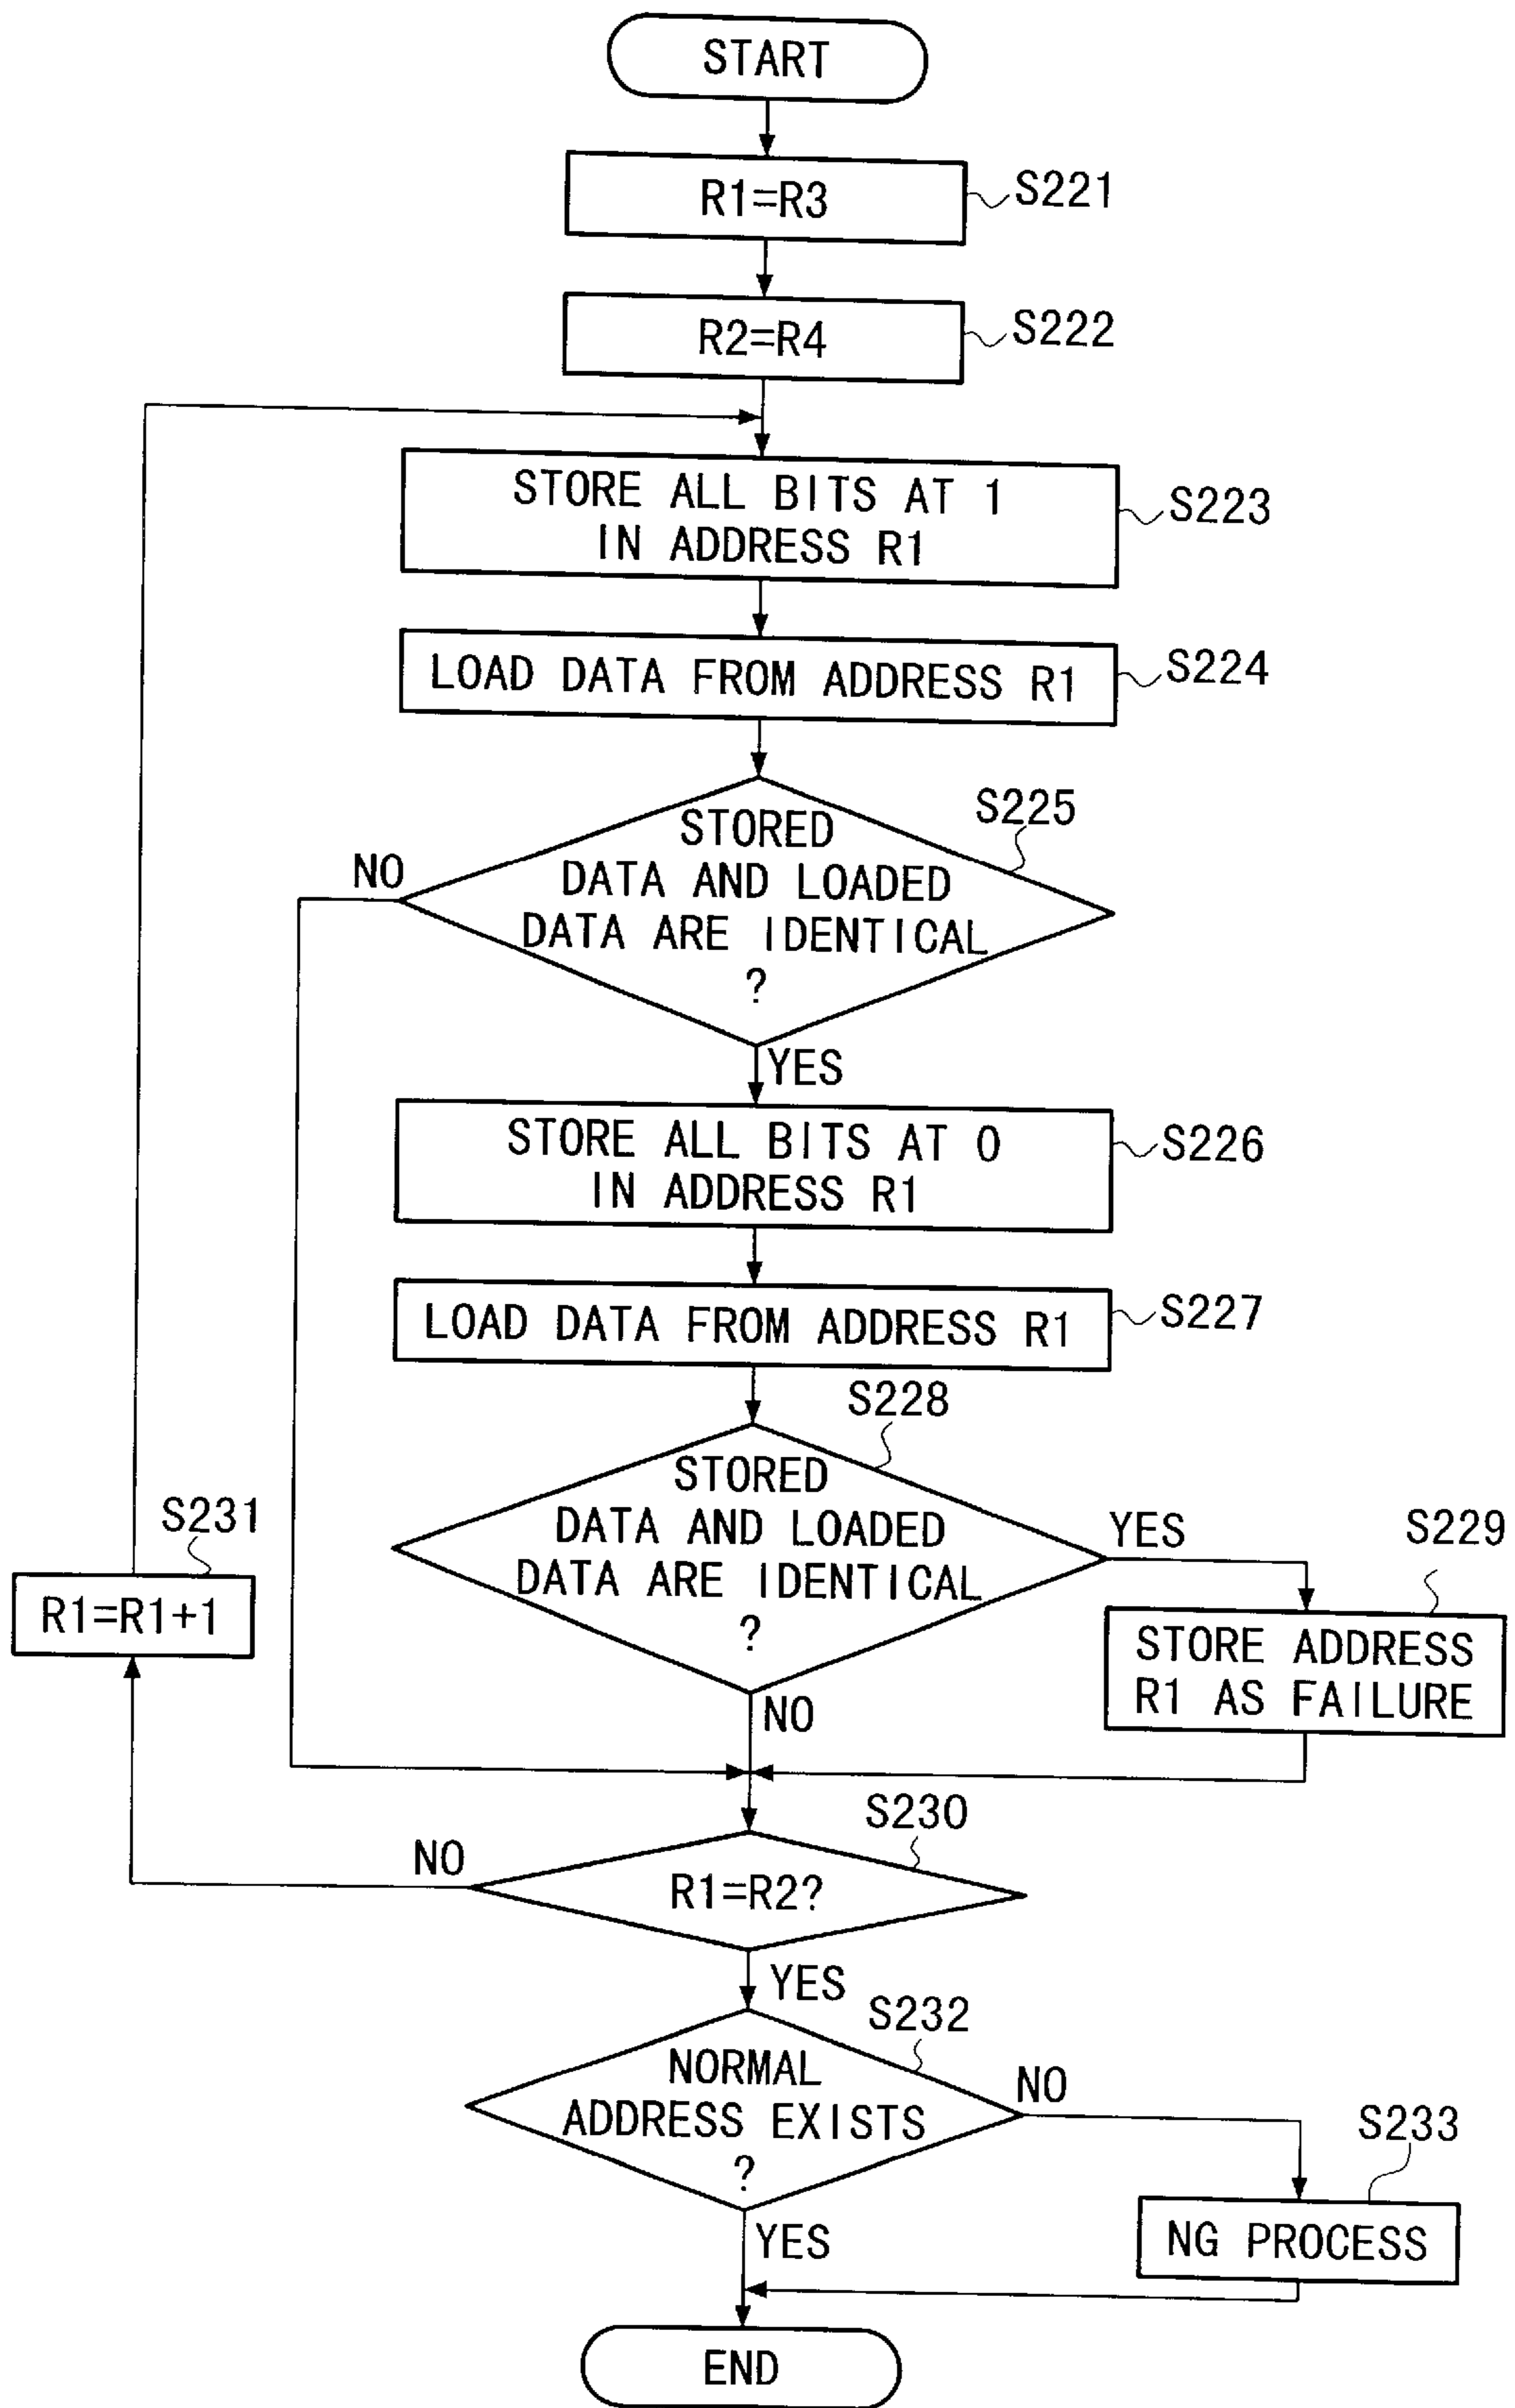 START
R1=R3
S221
R2=R4
S222
STORE ALL BITS AT 1
IN ADDRESS R1
S223
LOAD DATA FROM ADDRESS R1
S224
S225
STORED
DATA AND LOADED
DATA ARE IDENTICAL
?
NO
YES
STORE ALL BITS AT 0
IN ADDRESS R1
S226
LOAD DATA FROM ADDRESS R1
S227
S228
STORED
DATA AND LOADED
DATA ARE IDENTICAL
?
YES
S229
STORE ADDRESS
R1 AS FAILURE
NO
S231
R1=R1+1
S230
NO
R1=R2?
YES
S232
NORMAL
ADDRESS EXISTS
?
NO
S233
NG PROCESS
YES
END